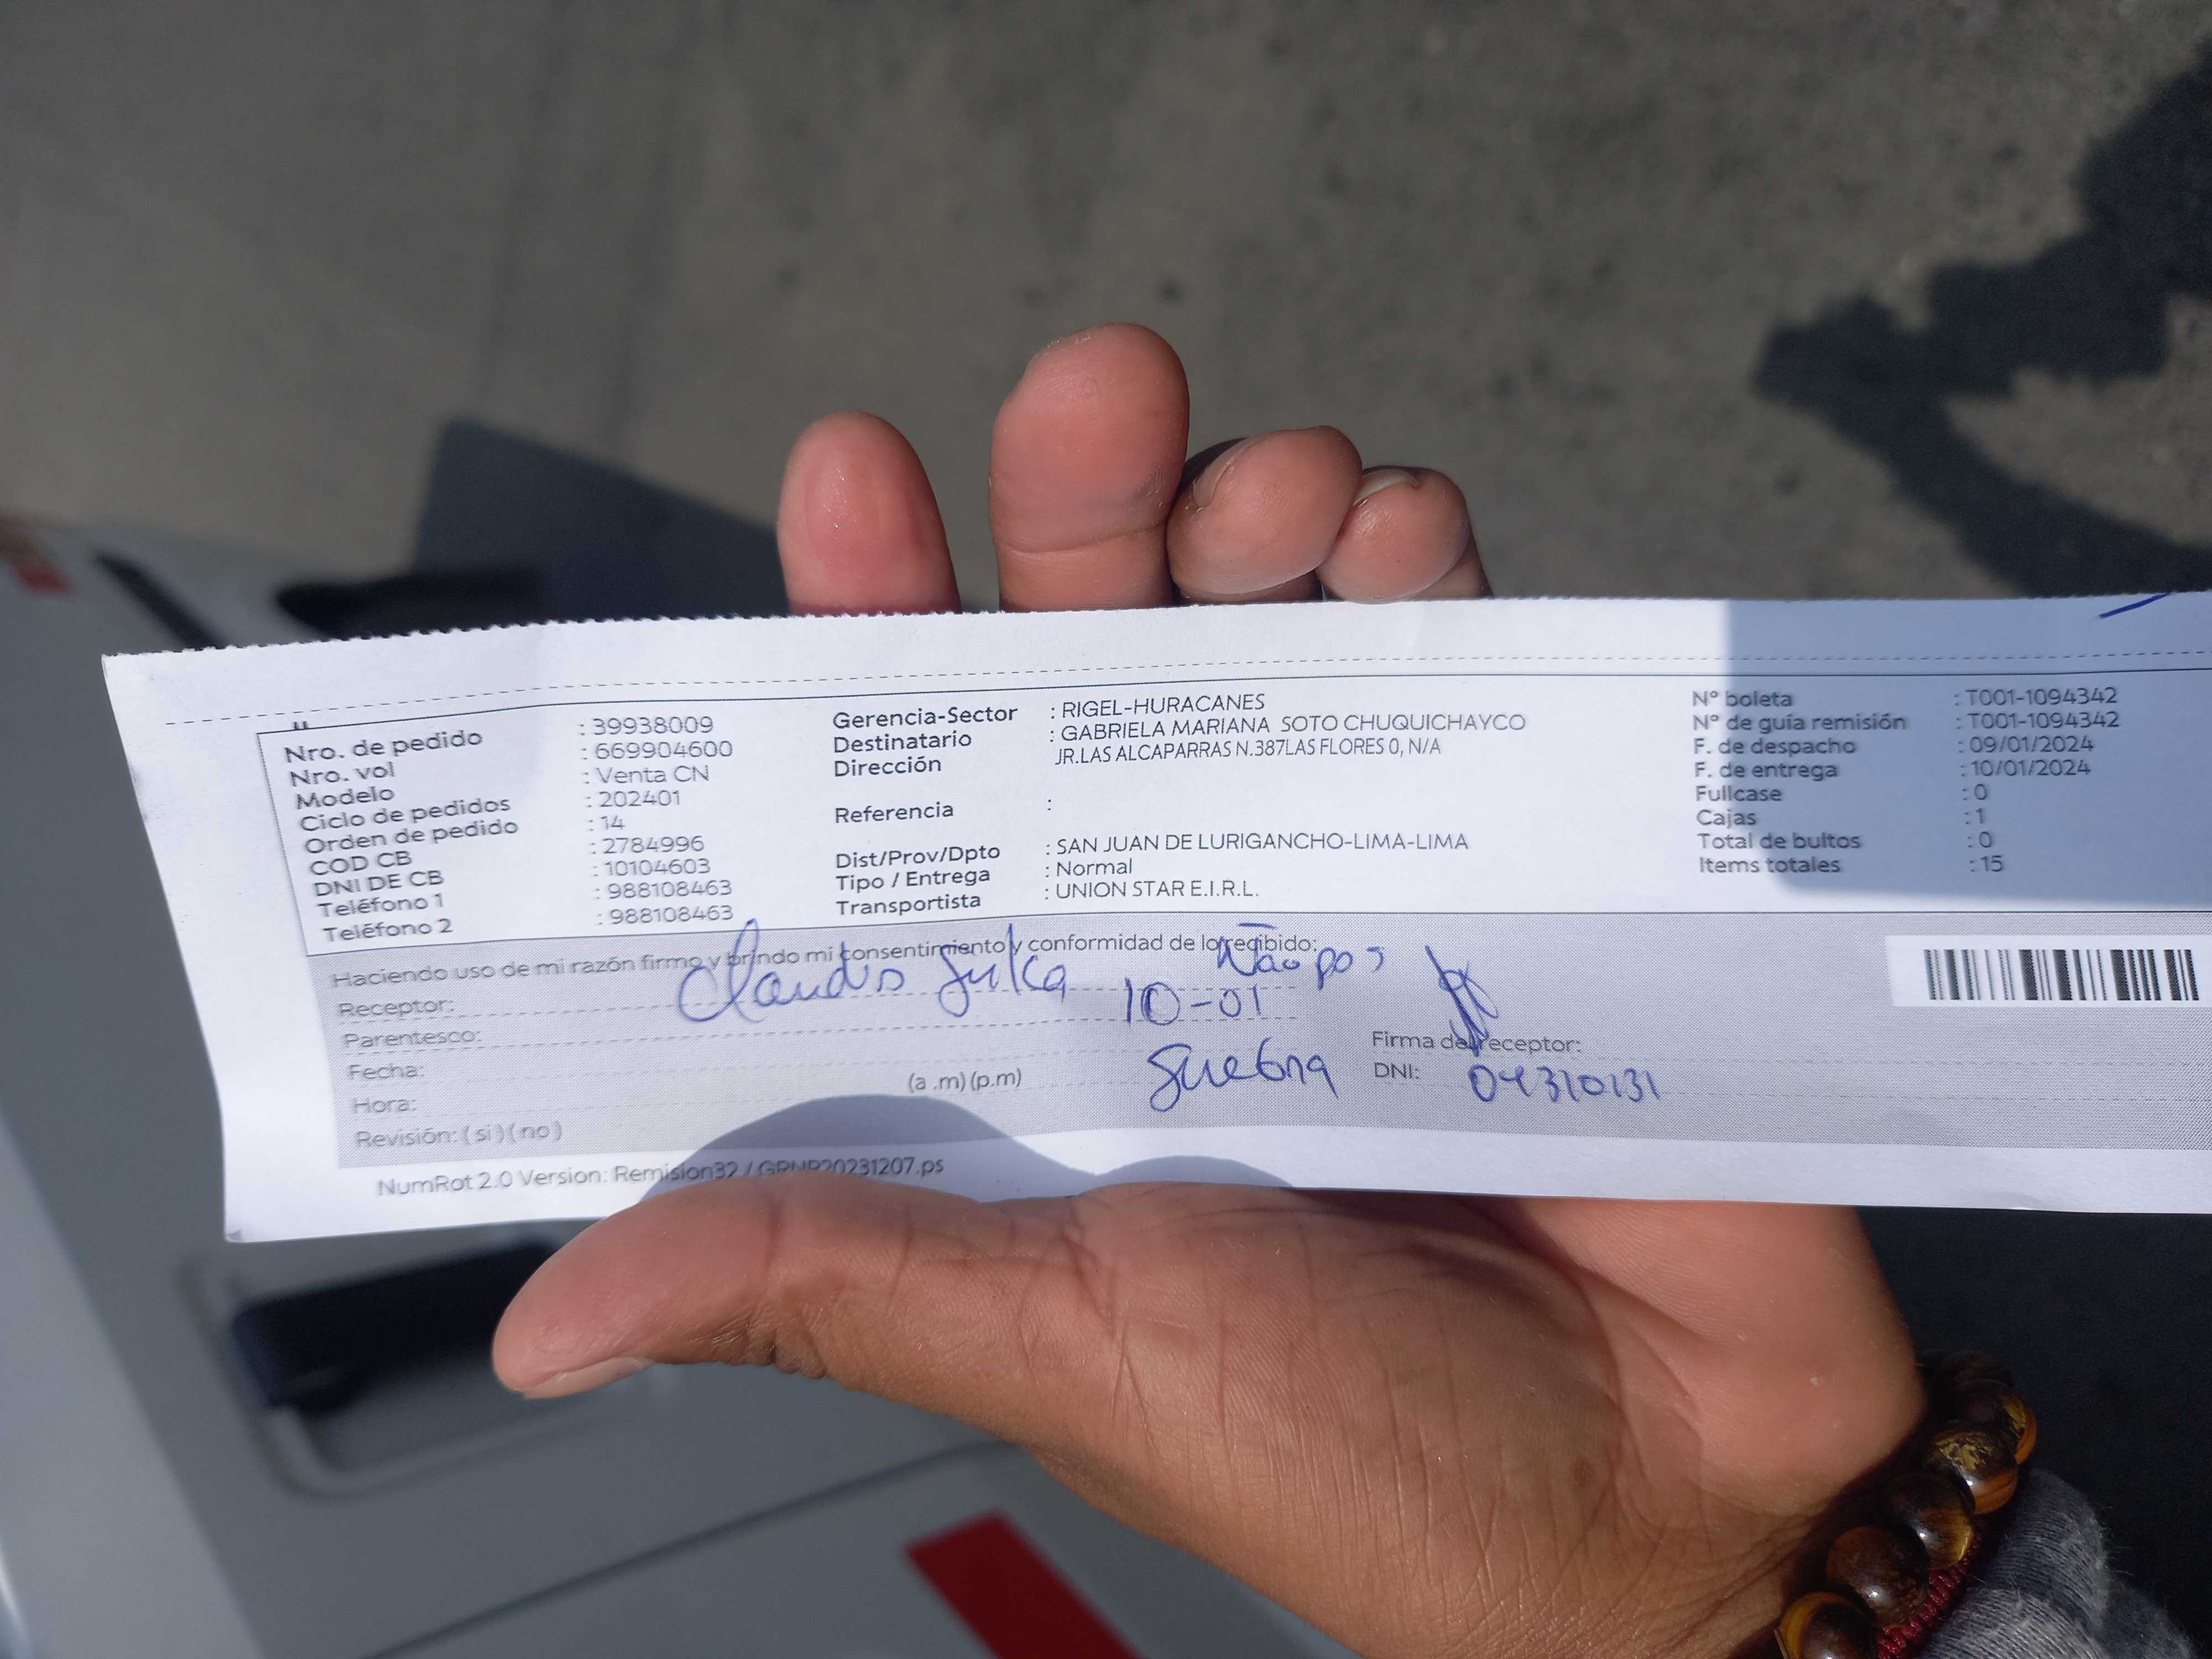 Nro. de pedido : 39938009
Nro. vol : 669904600
Modelo : Venta CN
Ciclo de pedidos : 202401
Orden de pedido : 14
COD CB : 2784996
DNI DE CB : 10104603
Teléfono 1 : 988108463
Teléfono 2 : 988108463
Gerencia-Sector : RIGEL-HURACANES
Destinatario : GABRIELA MARIANA SOTO CHUQUICHAYCO
Dirección JR.LAS ALCAPARRAS N.387LAS FLORES 0, N/A
Referencia :
Dist/Prov/Dpto : SAN JUAN DE LURIGANCHO-LIMA-LIMA
Tipo / Entrega : Normal
Transportista : UNION STAR E.I.R.L.
N° boleta : T001-1094342
N° de guía remisión : T001-1094342
F. de despacho : 09/01/2024
F. de entrega : 10/01/2024
Fullcase : 0
Cajas : 1
Total de bultos : 0
Items totales : 15
Haciendo uso de mi razón firmo y brindo mi consentimiento y conformidad de lo recibido:
Receptor:
Parentesco:
Fecha: 10-01
Hora: (a .m) (p.m)
Revisión: ( si ) ( no )
Firma del receptor:
DNI: 04310131
NumRot 2.0 Version: Remision32 / GRNP20231207.ps